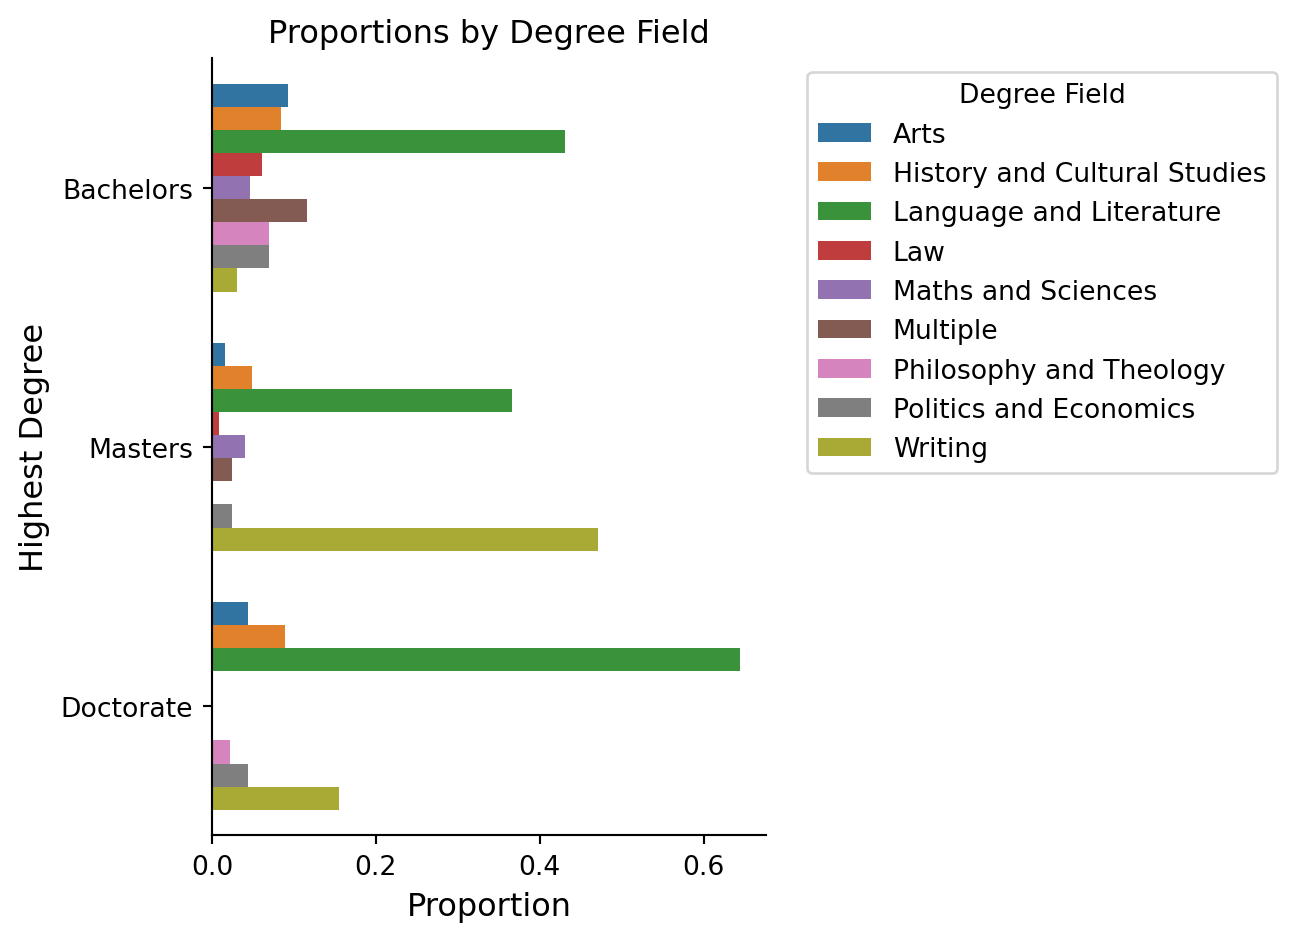 Proportions by Degree Field
Degree Field
Arts
History and Cultural Studies
Language and Literature
Law
Maths and Sciences
Multiple
Philosophy and Theology
Politics and Economics
Writing
Highest Degree
Bachelors
Masters
Doctorate
0.0 0.2 0.4 0.6
Proportion